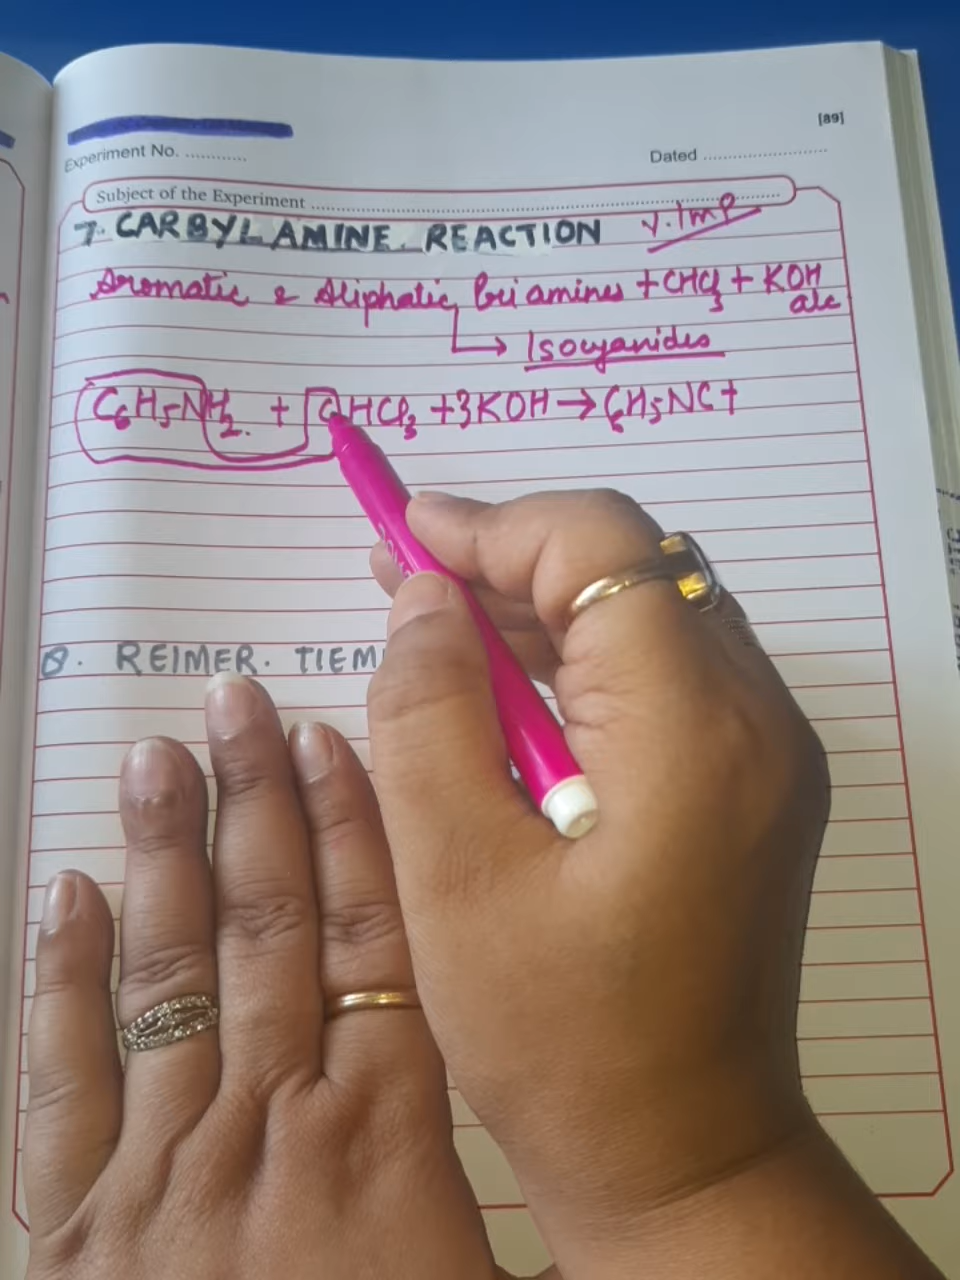 [89]
Experiment No. ............
Dated ........................
Subject of the Experiment ........................
7. CARBYLAMINE. REACTION V. Imp
Aromatic & Aliphatic Pri amines + CHCl3 + KOH
alc
Isocyanides
C6H5NH2 + CHCl3 + 3KOH → C6H5NC +
8. REIMER. TIEM